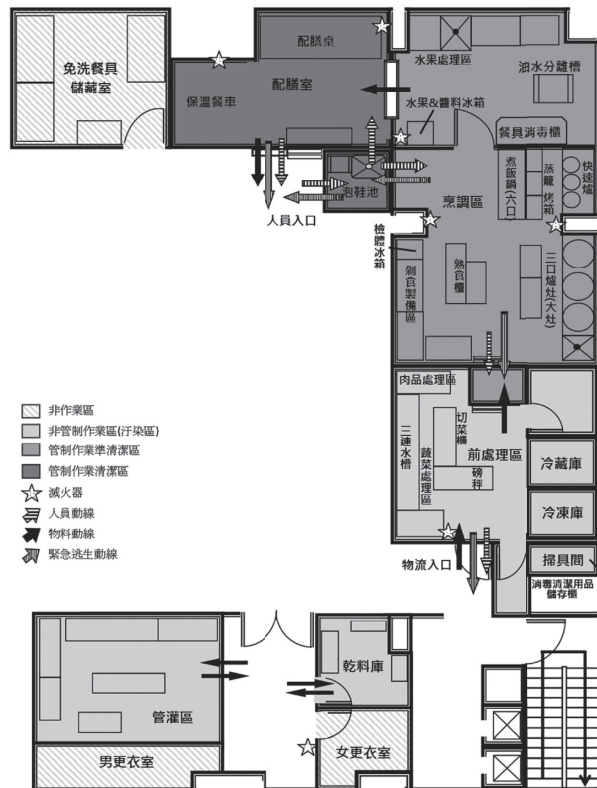 免洗餐具
儲藏室
配膳桌
配膳室
保溫餐車
水果處理區
油水分離槽
水果&醬料冰箱
餐具消毒櫃
泡鞋池
人員入口
烹調區
煮飯鍋(六口)
蒸籠
烤箱
快速爐
檢體冰箱
剁食製備區
熟食檯
三口爐灶(大灶)
肉品處理區
三連水槽
蔬菜處理區
切菜檯
磅秤
前處理區
冷藏庫
冷凍庫
物流入口
掃具間
消毒清潔用品
儲存櫃
非作業區
非管制作業區(汙染區)
管制作業準清潔區
管制作業清潔區
滅火器
人員動線
物料動線
緊急逃生動線
管灌區
乾料庫
男更衣室
女更衣室